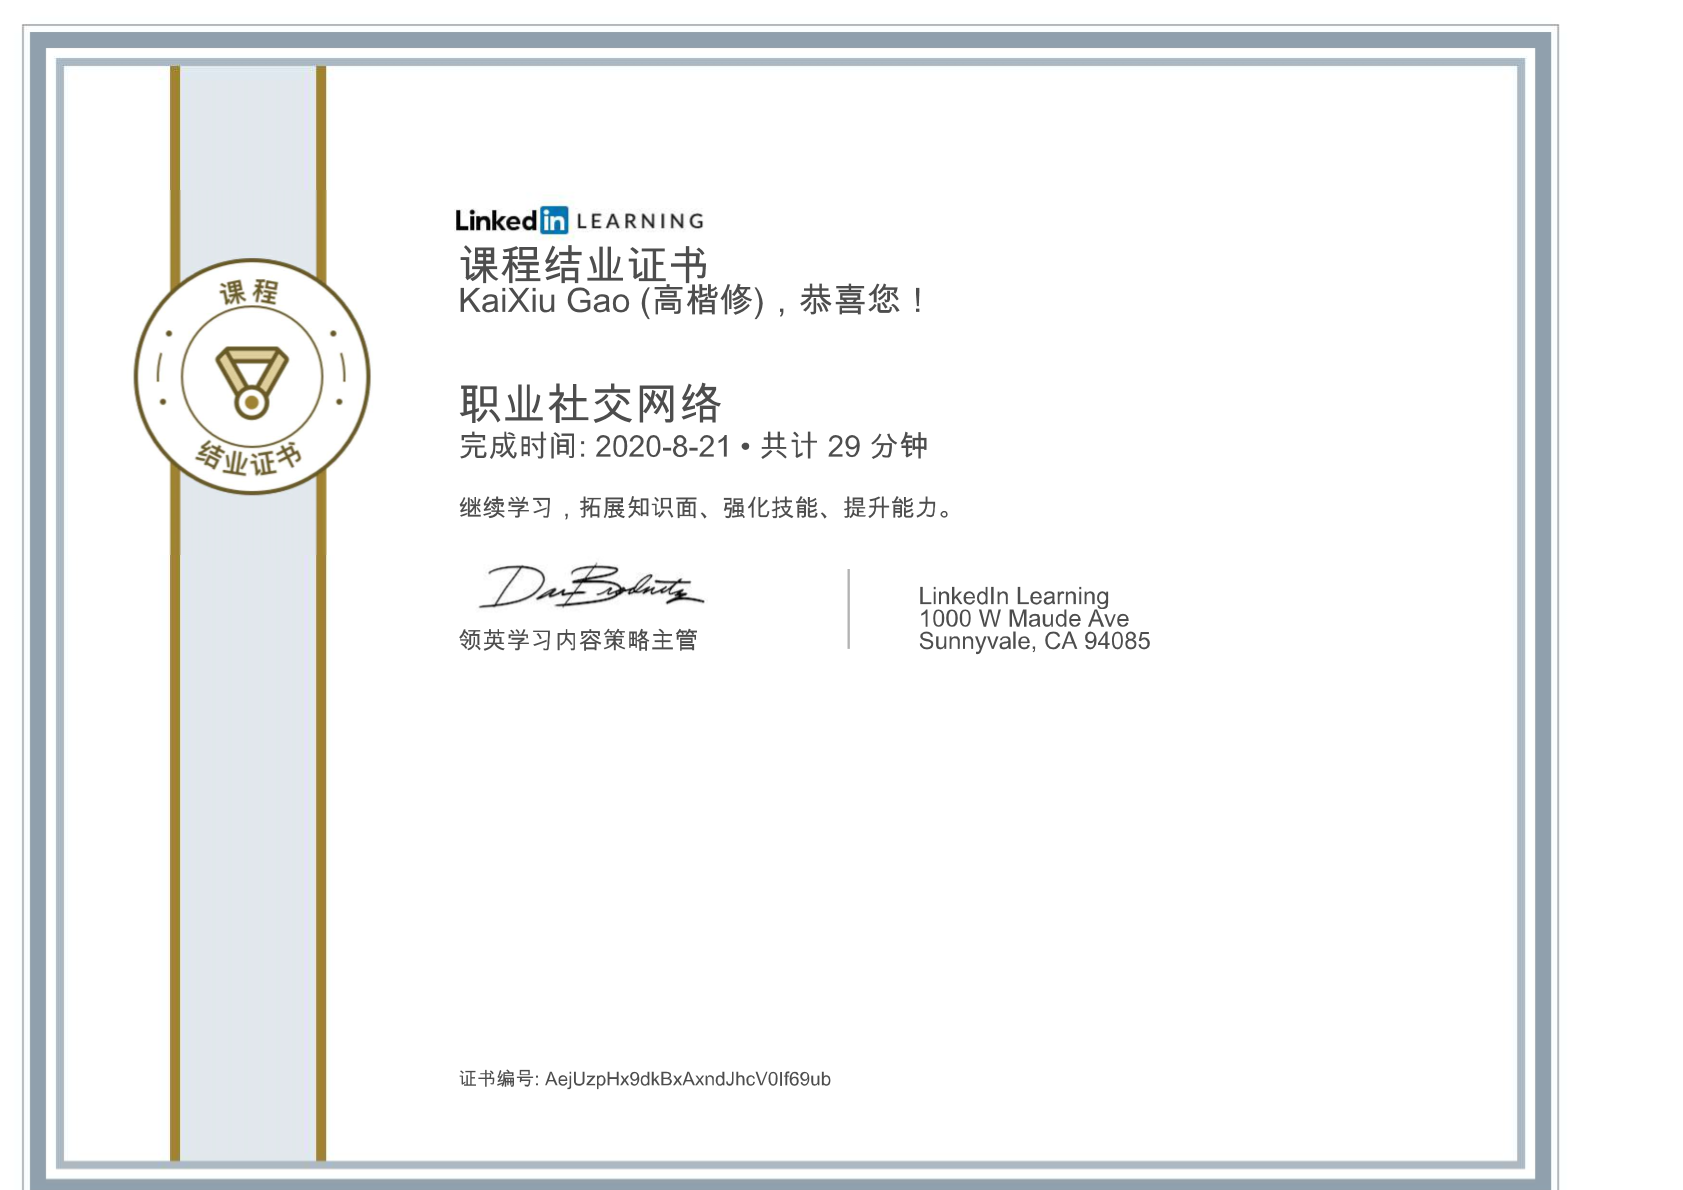 Linked in LEARNING
课程结业证书
KaiXiu Gao (高楷修)，恭喜您！
课程
结业证书
职业社交网络
完成时间: 2020-8-21 • 共计 29 分钟
继续学习，拓展知识面、强化技能、提升能力。
领英学习内容策略主管
LinkedIn Learning
1000 W Maude Ave
Sunnyvale, CA 94085
证书编号: AejUzpHx9dkBxAxndJhcV0If69ub